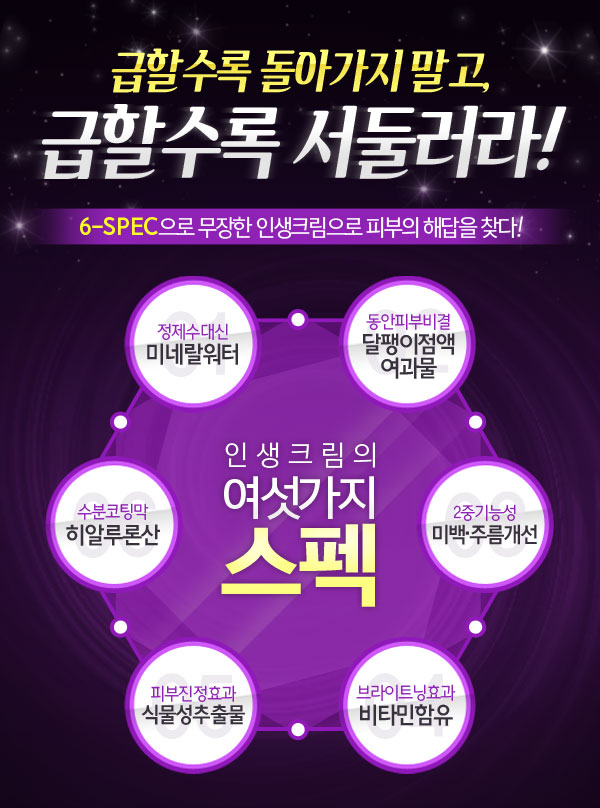 급할수록 돌아가지 말고,
급할수록 서둘러라!
6-SPEC으로 무장한 인생크림으로 피부의 해답을 찾다!
01
정제수대신
미네랄워터
02
동안피부비결
달팽이점액
여과물
03
2중기능성
미백·주름개선
04
브라이트닝효과
비타민함유
05
피부진정효과
식물성추출물
수분코팅막
히알루론산
인생크림의
여섯가지
스펙